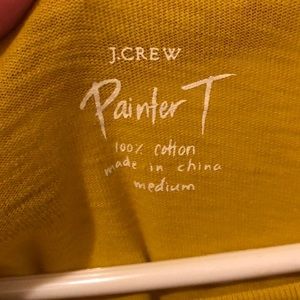 J.CREW
Painter T
100% cotton
made in china
medium